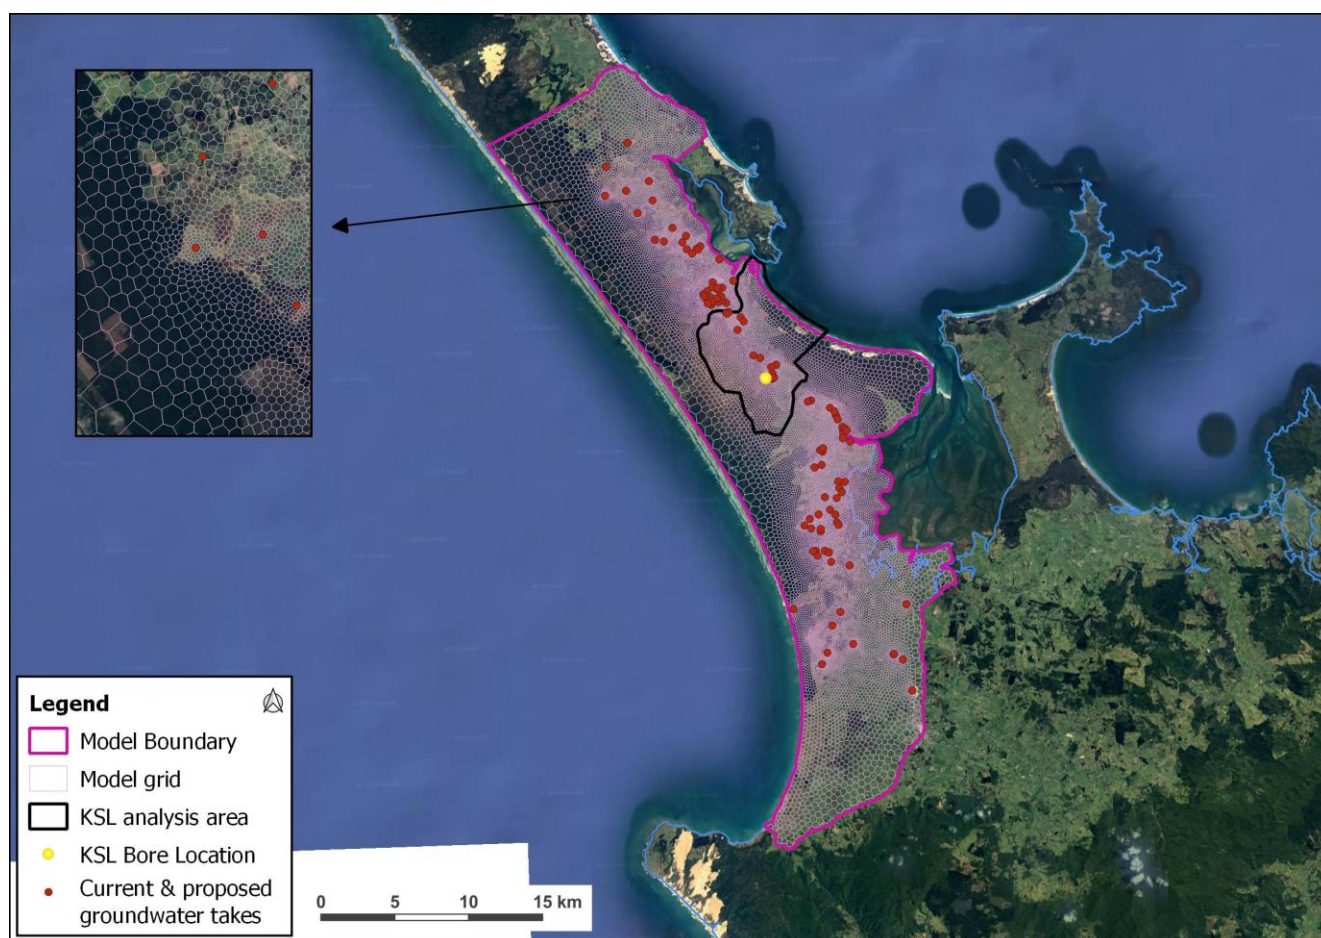 Legend
Model Boundary
Model grid
KSL analysis area
KSL Bore Location
Current & proposed
groundwater takes
0 5 10 15 km